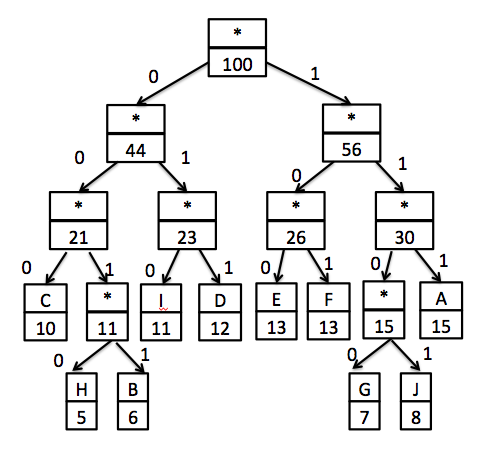 *
100
0 1
* *
44 56
0 1 0 1
* * * *
21 23 26 30
0 1 0 1 0 1 0 1
C * I D E F * A
10 11 11 12 13 13 15 15
0 1 0 1
H B G J
5 6 7 8